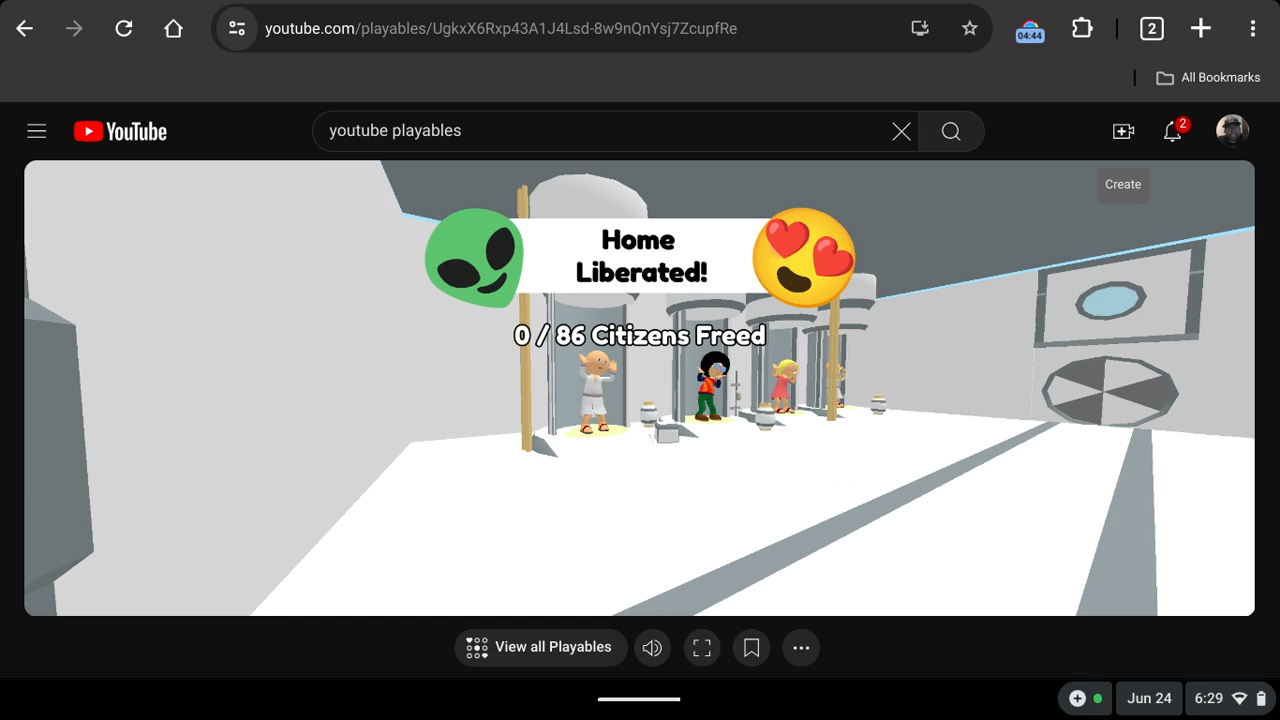 youtube.com/playables/UgkxX6Rxp43A1J4Lsd-8w9nQnYsj7ZcupfRe
04:44
2
All Bookmarks
YouTube
youtube playables
2
Create
Home
Liberated!
0 / 86 Citizens Freed
View all Playables
Jun 24
6:29